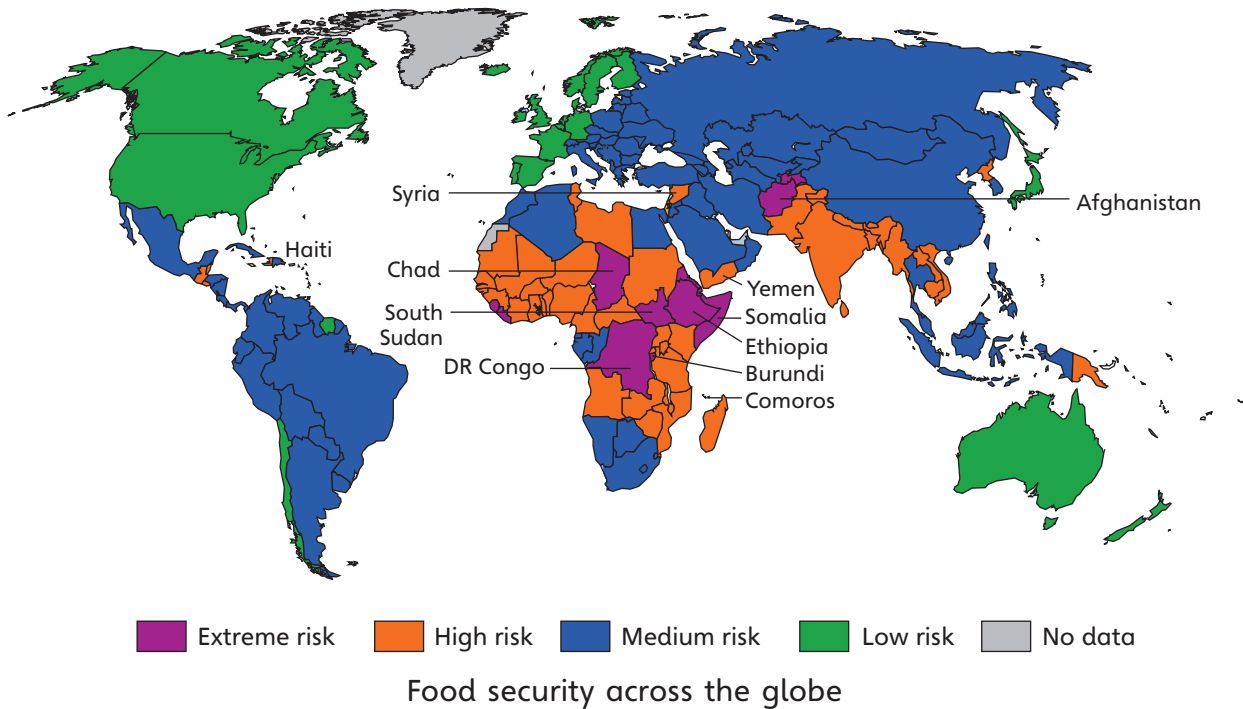 Syria
Afghanistan
Haiti
Chad
Yemen
South
Sudan
Somalia
Ethiopia
DR Congo
Burundi
Comoros
Extreme risk
High risk
Medium risk
Low risk
No data
Food security across the globe